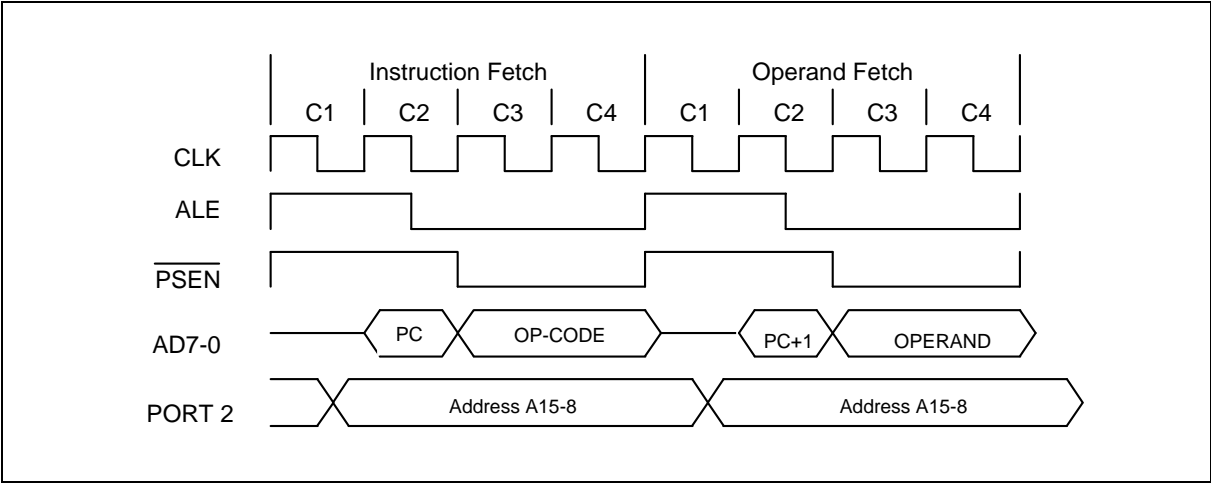 Instruction Fetch Operand Fetch
C1 C2 C3 C4 C1 C2 C3 C4
CLK
ALE
PSEN
AD7-0 PC OP-CODE PC+1 OPERAND
PORT 2 Address A15-8 Address A15-8